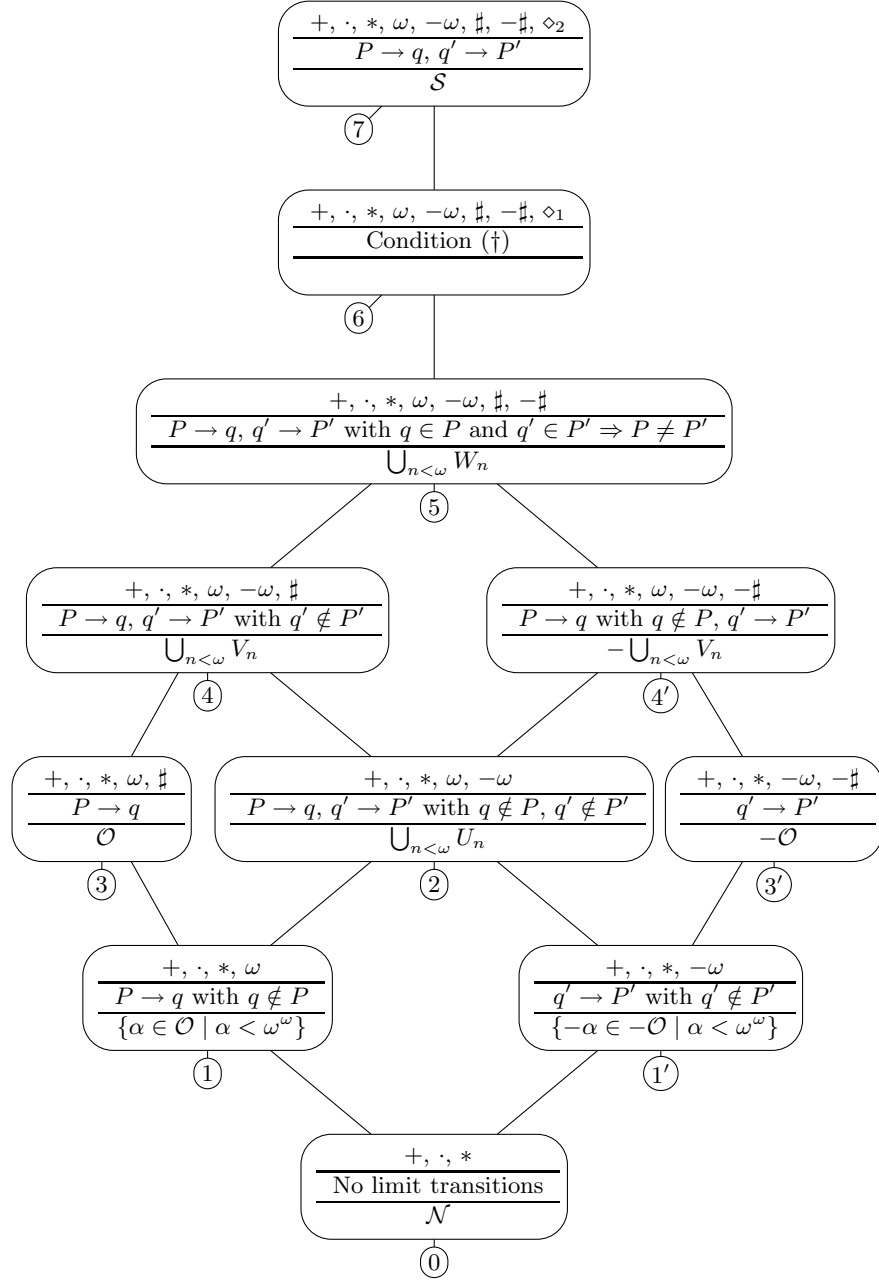 +, ·, ∗, ω, −ω, ♯, −♯, ⋄₂
P → q, q′ → P′
𝒮
7
+, ·, ∗, ω, −ω, ♯, −♯, ⋄₁
Condition (†)
6
+, ·, ∗, ω, −ω, ♯, −♯
P → q, q′ → P′ with q ∈ P and q′ ∈ P′ ⇒ P ≠ P′
⋃ₙ<ω Wₙ
5
+, ·, ∗, ω, −ω, ♯
P → q, q′ → P′ with q′ ∉ P′
⋃ₙ<ω Vₙ
4
+, ·, ∗, ω, −ω, −♯
P → q with q ∉ P, q′ → P′
−⋃ₙ<ω Vₙ
4′
+, ·, ∗, ω, ♯
P → q
𝒪
3
+, ·, ∗, ω, −ω
P → q, q′ → P′ with q ∉ P, q′ ∉ P′
⋃ₙ<ω Uₙ
2
+, ·, ∗, −ω, −♯
q′ → P′
−𝒪
3′
+, ·, ∗, ω
P → q with q ∉ P
{α ∈ 𝒪 | α < ω^ω}
1
+, ·, ∗, −ω
q′ → P′ with q′ ∉ P′
{−α ∈ −𝒪 | α < ω^ω}
1′
+, ·, ∗
No limit transitions
𝒩
0